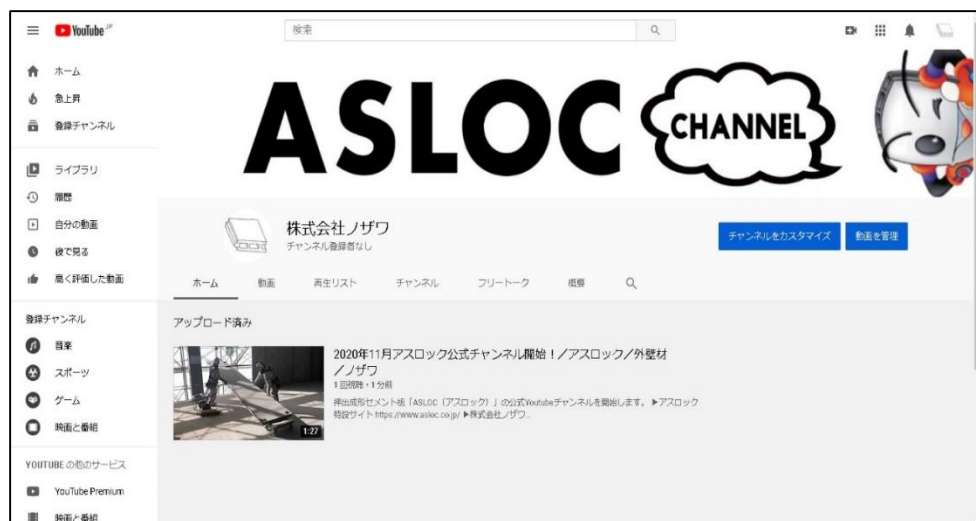 YouTube JP
検索
ホーム
急上昇
登録チャンネル
ライブラリ
履歴
自分の動画
後で見る
高く評価した動画
登録チャンネル
音楽
スポーツ
ゲーム
映画と番組
YOUTUBE の他のサービス
YouTube Premium
映画と番組
ASLOC CHANNEL
株式会社ノザワ
チャンネル登録者なし
チャンネルをカスタマイズ
動画を管理
ホーム 動画 再生リスト チャンネル フリートーク 概要
アップロード済み
1:27
2020年11月アスロック公式チャンネル開始！／アスロック／外壁材
／ノザワ
1 回視聴・1 分前
押出成形セメント板「ASLOC（アスロック）」の公式Youtubeチャンネルを開始します。 ▶アスロック
特設サイト https://www.asloc.co.jp/ ▶株式会社ノザワ...